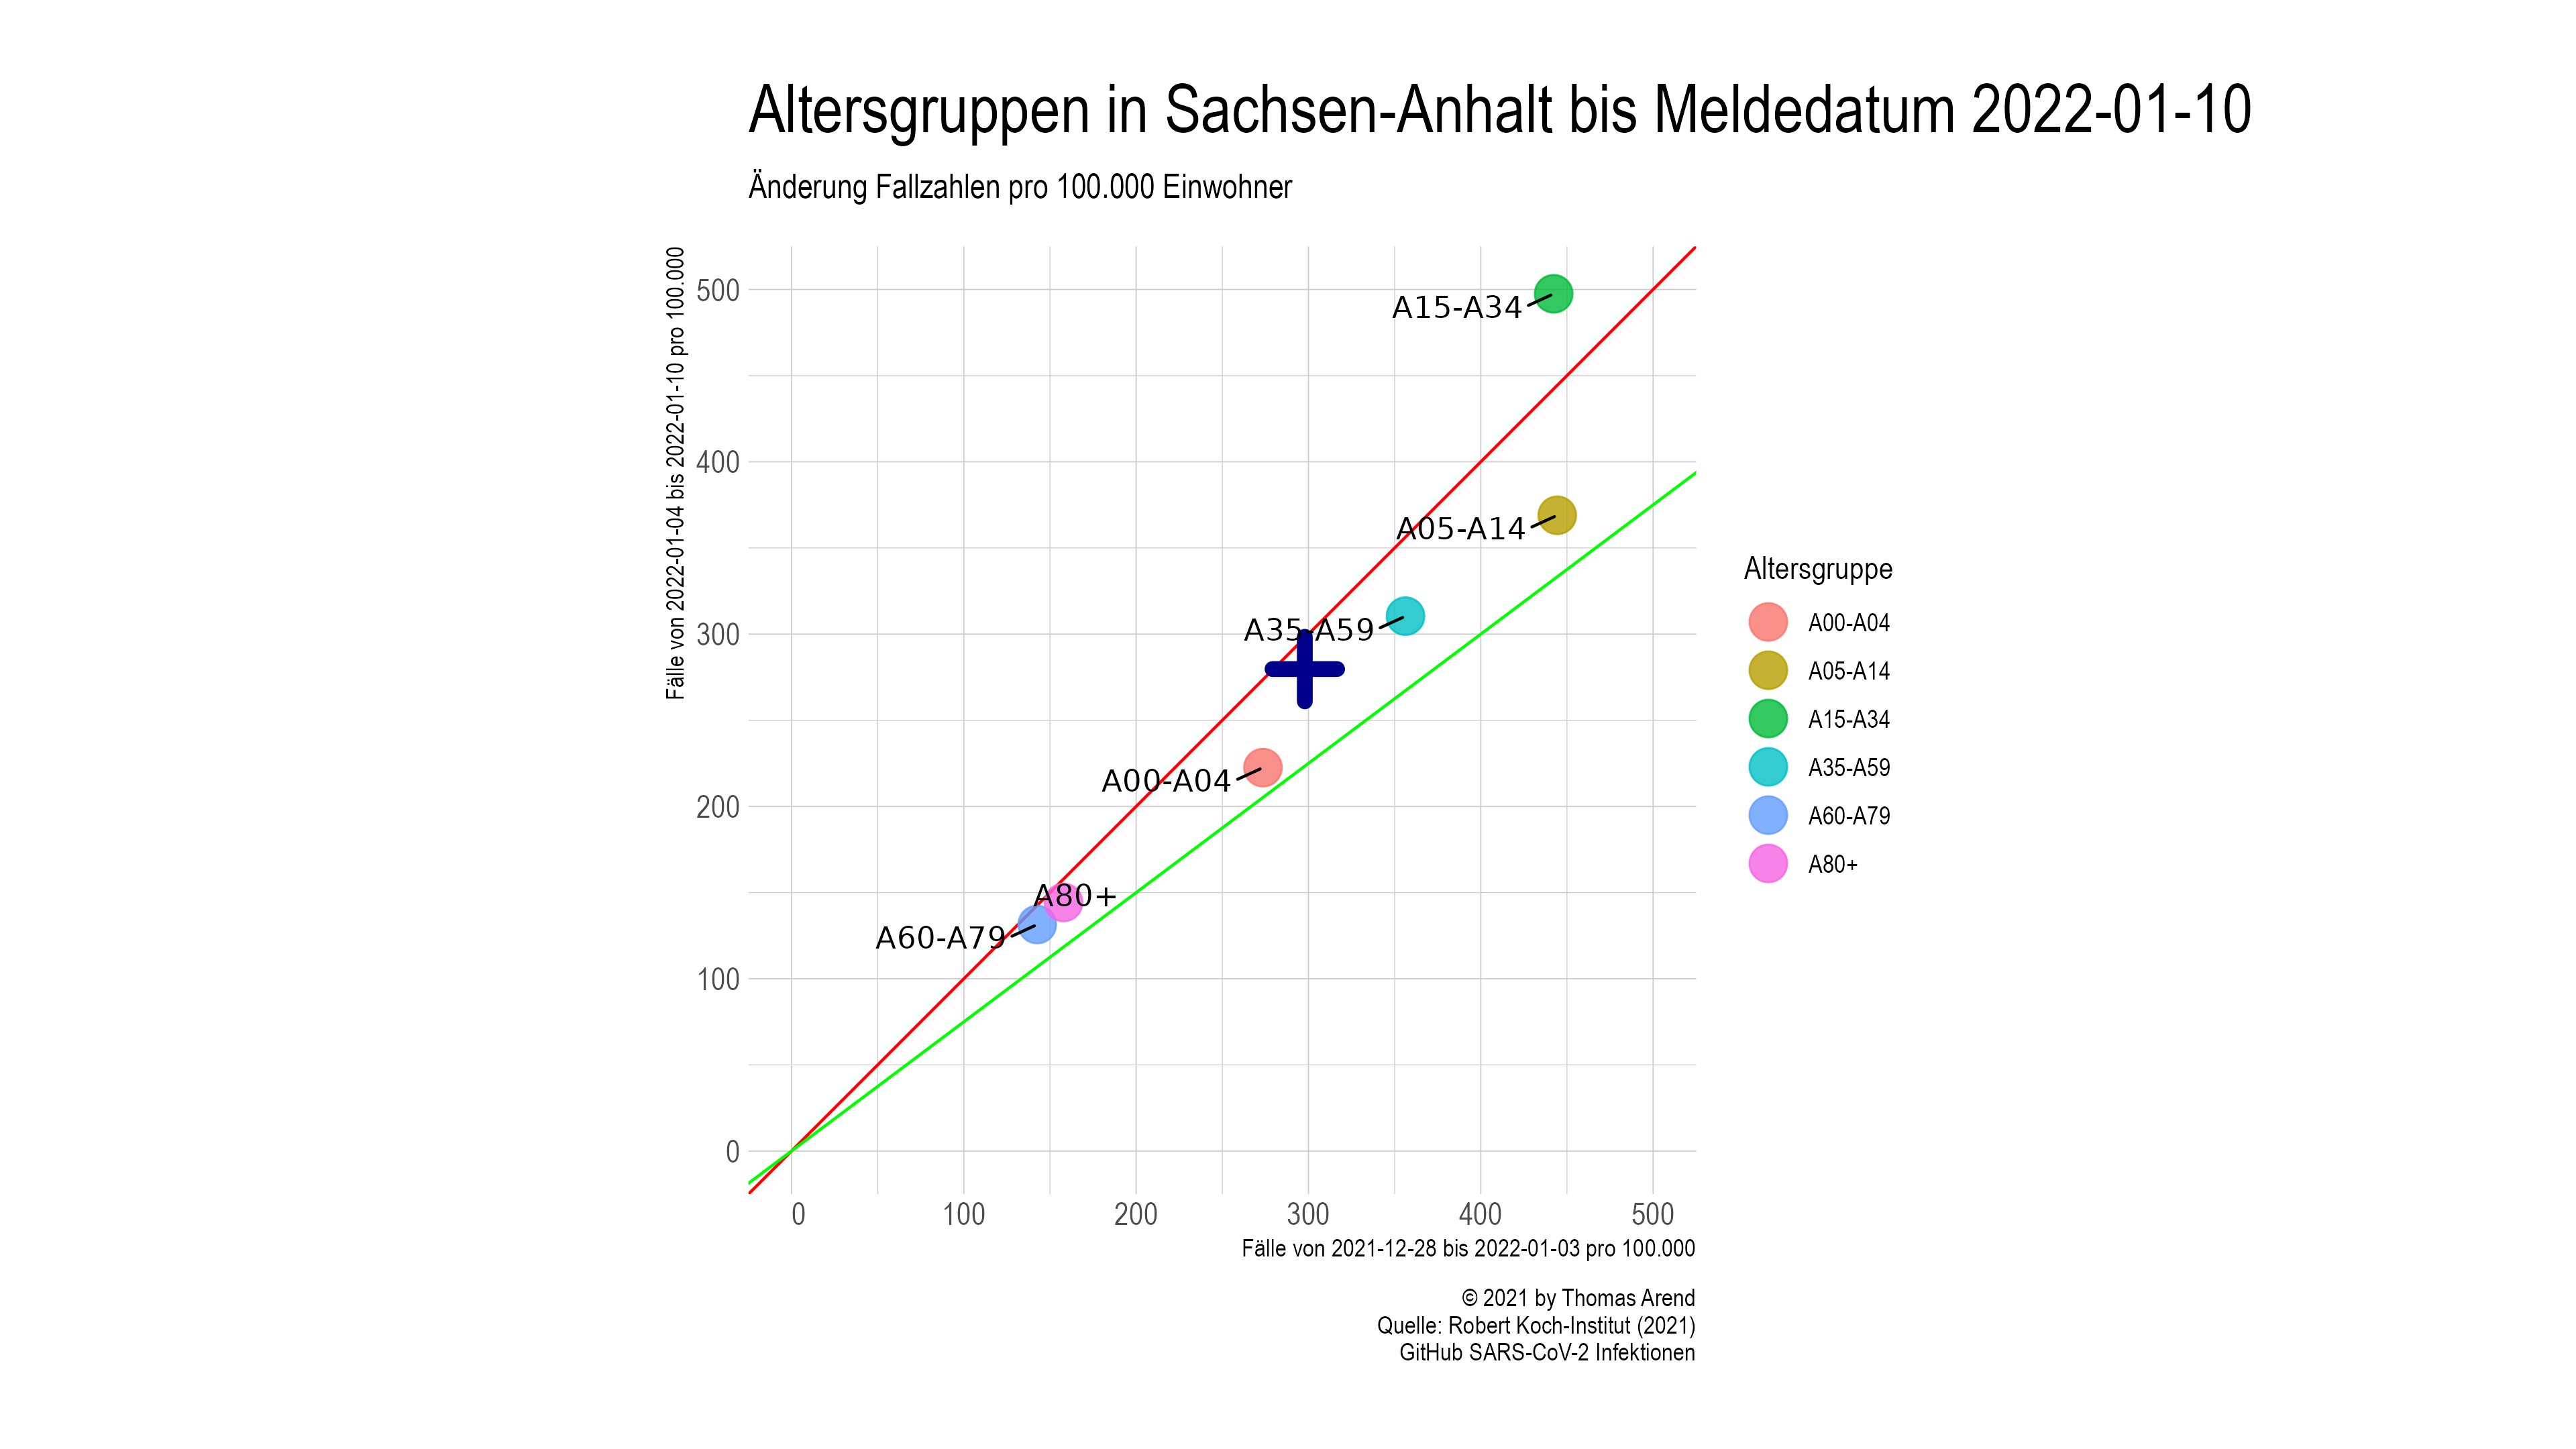 Altersgruppen in Sachsen-Anhalt bis Meldedatum 2022-01-10
Änderung Fallzahlen pro 100.000 Einwohner
Fälle von 2022-01-04 bis 2022-01-10 pro 100.000
500
400
300
200
100
0
A15-A34
A05-A14
A35-A59
A00-A04
A80+
A60-A79
0 100 200 300 400 500
Fälle von 2021-12-28 bis 2022-01-03 pro 100.000
Altersgruppe
A00-A04
A05-A14
A15-A34
A35-A59
A60-A79
A80+
© 2021 by Thomas Arend
Quelle: Robert Koch-Institut (2021)
GitHub SARS-CoV-2 Infektionen